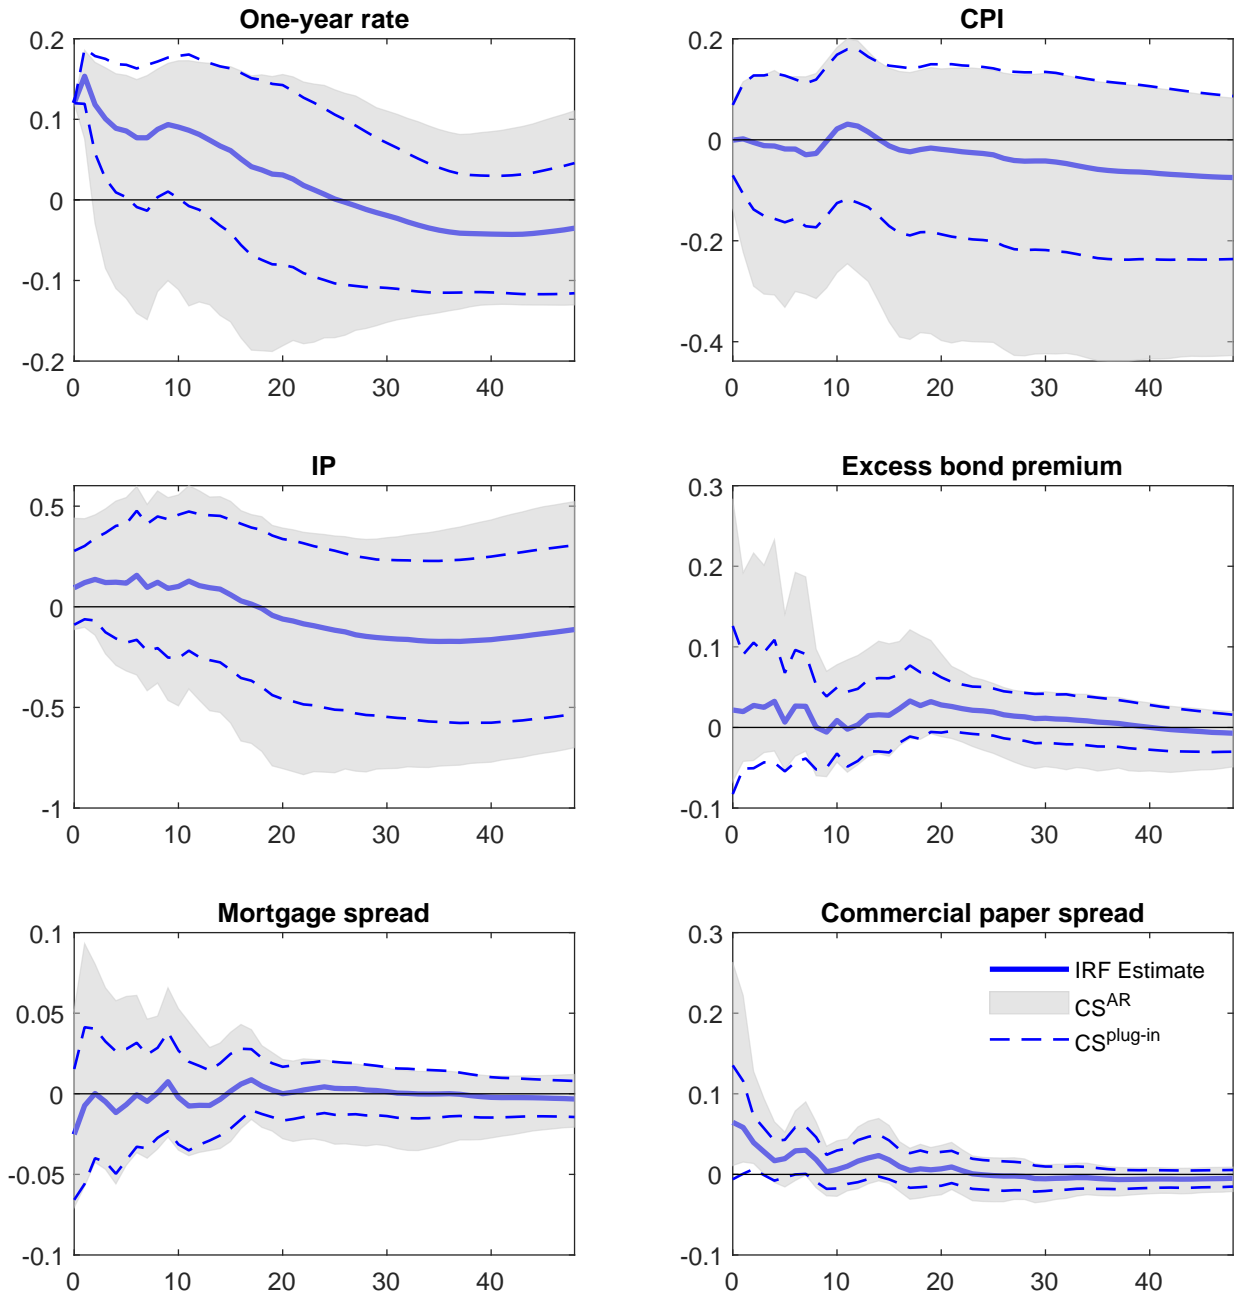 One-year rate
0.2
0.1
0
-0.1
-0.2
0 10 20 30 40
CPI
0.2
0
-0.2
-0.4
0 10 20 30 40
IP
0.5
0
-0.5
-1
0 10 20 30 40
Excess bond premium
0.3
0.2
0.1
0
-0.1
0 10 20 30 40
Mortgage spread
0.1
0.05
0
-0.05
-0.1
0 10 20 30 40
Commercial paper spread
0.3
0.2
0.1
0
-0.1
0 10 20 30 40
IRF Estimate
CS^AR
CS^plug-in